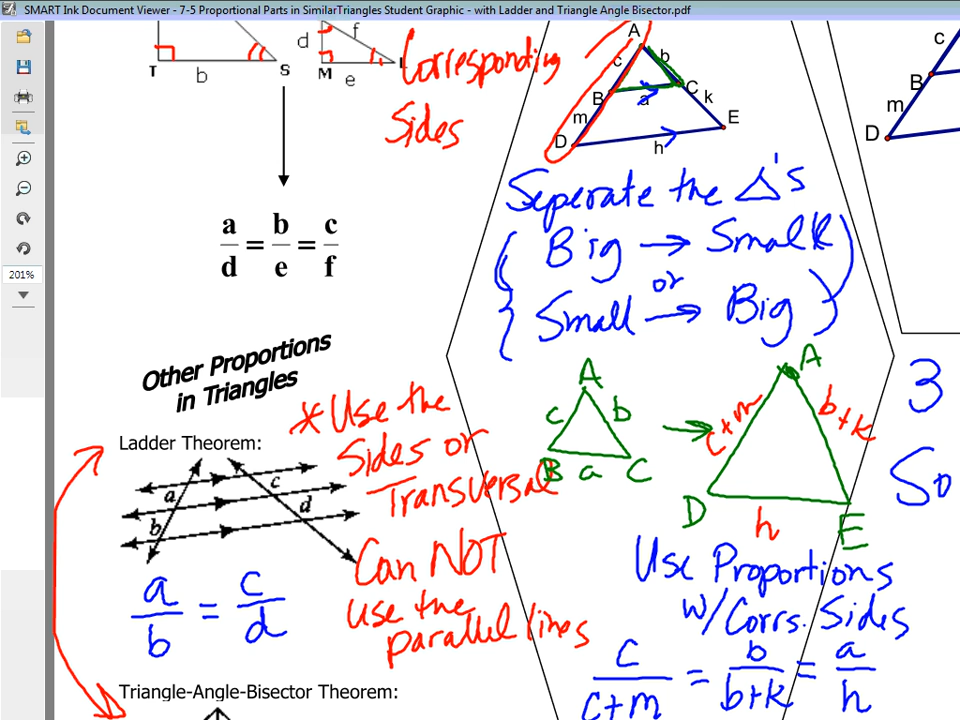 SMART Ink Document Viewer - 7-5 Proportional Parts in SimilarTriangles Student Graphic - with Ladder and Triangle Angle Bisector.pdf
201%
T
b
S
d
f
M
e
Corresponding
Sides
a
d
=
b
e
=
c
f
Other Proportions
in Triangles
Ladder Theorem:
a
b
c
d
a
b
=
c
d
* Use the
Sides or
Transversal
Can NOT
use the
parallel lines
Triangle-Angle-Bisector Theorem:
A
c
b
B
a
C
k
m
E
D
h
Seperate the Δ's
( Big → Small )
or
{ Small → Big }
A
c
b
B
a
C
→
A
c+m
b+k
D
h
E
Use Proportions
w/Corrs. Sides
c
c+m
=
b
b+k
=
a
h
c
B
m
D
3
So